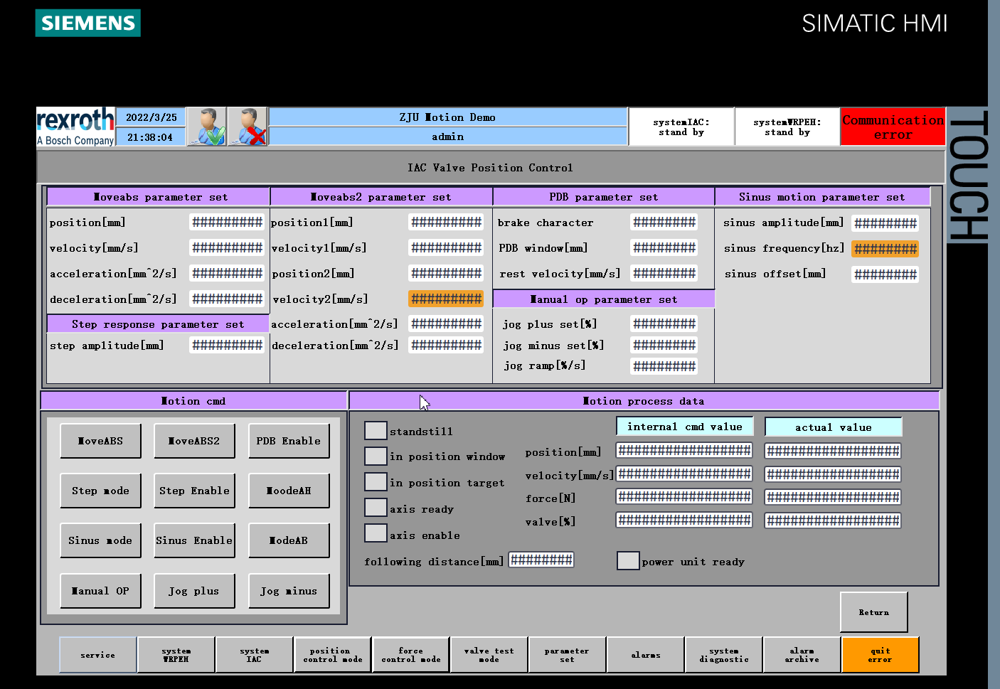 SIEMENS
SIMATIC HMI
TOUCH
rexroth
A Bosch Company
2022/3/25
21:38:04
ZJU Motion Demo
admin
systemIAC:
stand by
systemWRPEH:
stand by
Communication
error
IAC Valve Position Control
Moveabs parameter set
Moveabs2 parameter set
PDB parameter set
Sinus motion parameter set
position[mm] #########
velocity[mm/s] #########
acceleration[mm^2/s] #########
deceleration[mm^2/s] #########
Step response parameter set
step amplitude[mm] #########
position1[mm] #########
velocity1[mm/s] #########
position2[mm] #########
velocity2[mm/s] #########
acceleration[mm^2/s] #########
deceleration[mm^2/s] #########
brake character ########
PDB window[mm] ########
rest velocity[mm/s] ########
Manual op parameter set
jog plus set[%] ########
jog minus set[%] ########
jog ramp[%/s] ########
sinus amplitude[mm] ########
sinus frequency[hz] ########
sinus offset[mm] ########
Motion cmd
MoveABS
MoveABS2
PDB Enable
Step mode
Step Enable
MoodeAH
Sinus mode
Sinus Enable
ModeAB
Manual OP
Jog plus
Jog minus
Motion process data
standstill
in position window
in position target
axis ready
axis enable
internal cmd value
actual value
position[mm] ################# #################
velocity[mm/s] ################# #################
force[N] ################# #################
valve[%] ################# #################
following distance[mm] ########
power unit ready
Return
service
system
WRPEH
system
IAC
position
control mode
force
control mode
valve test
mode
parameter
set
alarms
system
diagnostic
alarm
archive
quit
error